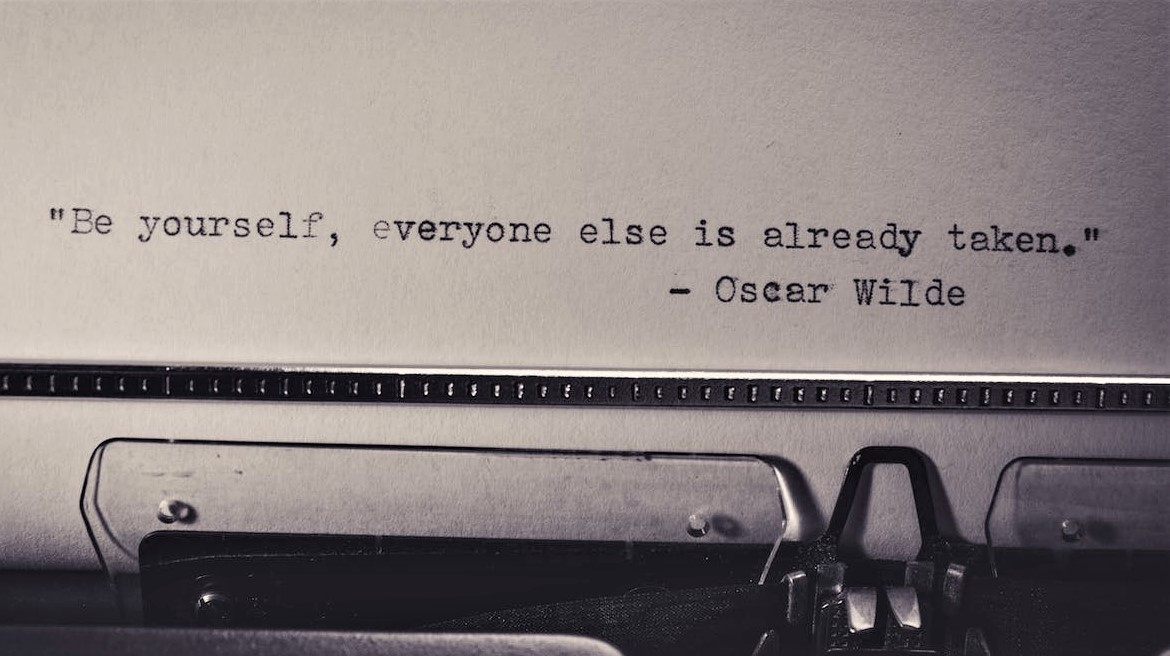 "Be yourself, everyone else is already taken."
- Oscar Wilde